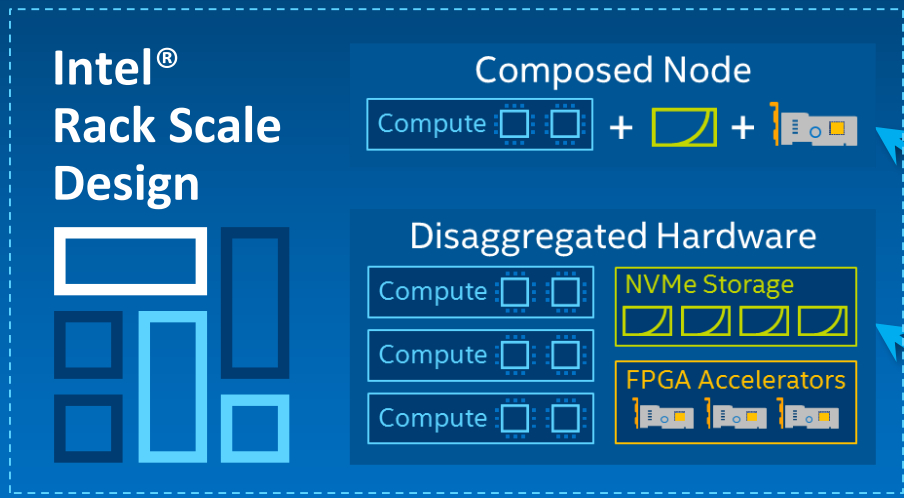 Intel®
Rack Scale
Design
Composed Node
Compute + +
Disaggregated Hardware
Compute
Compute
Compute
NVMe Storage
FPGA Accelerators